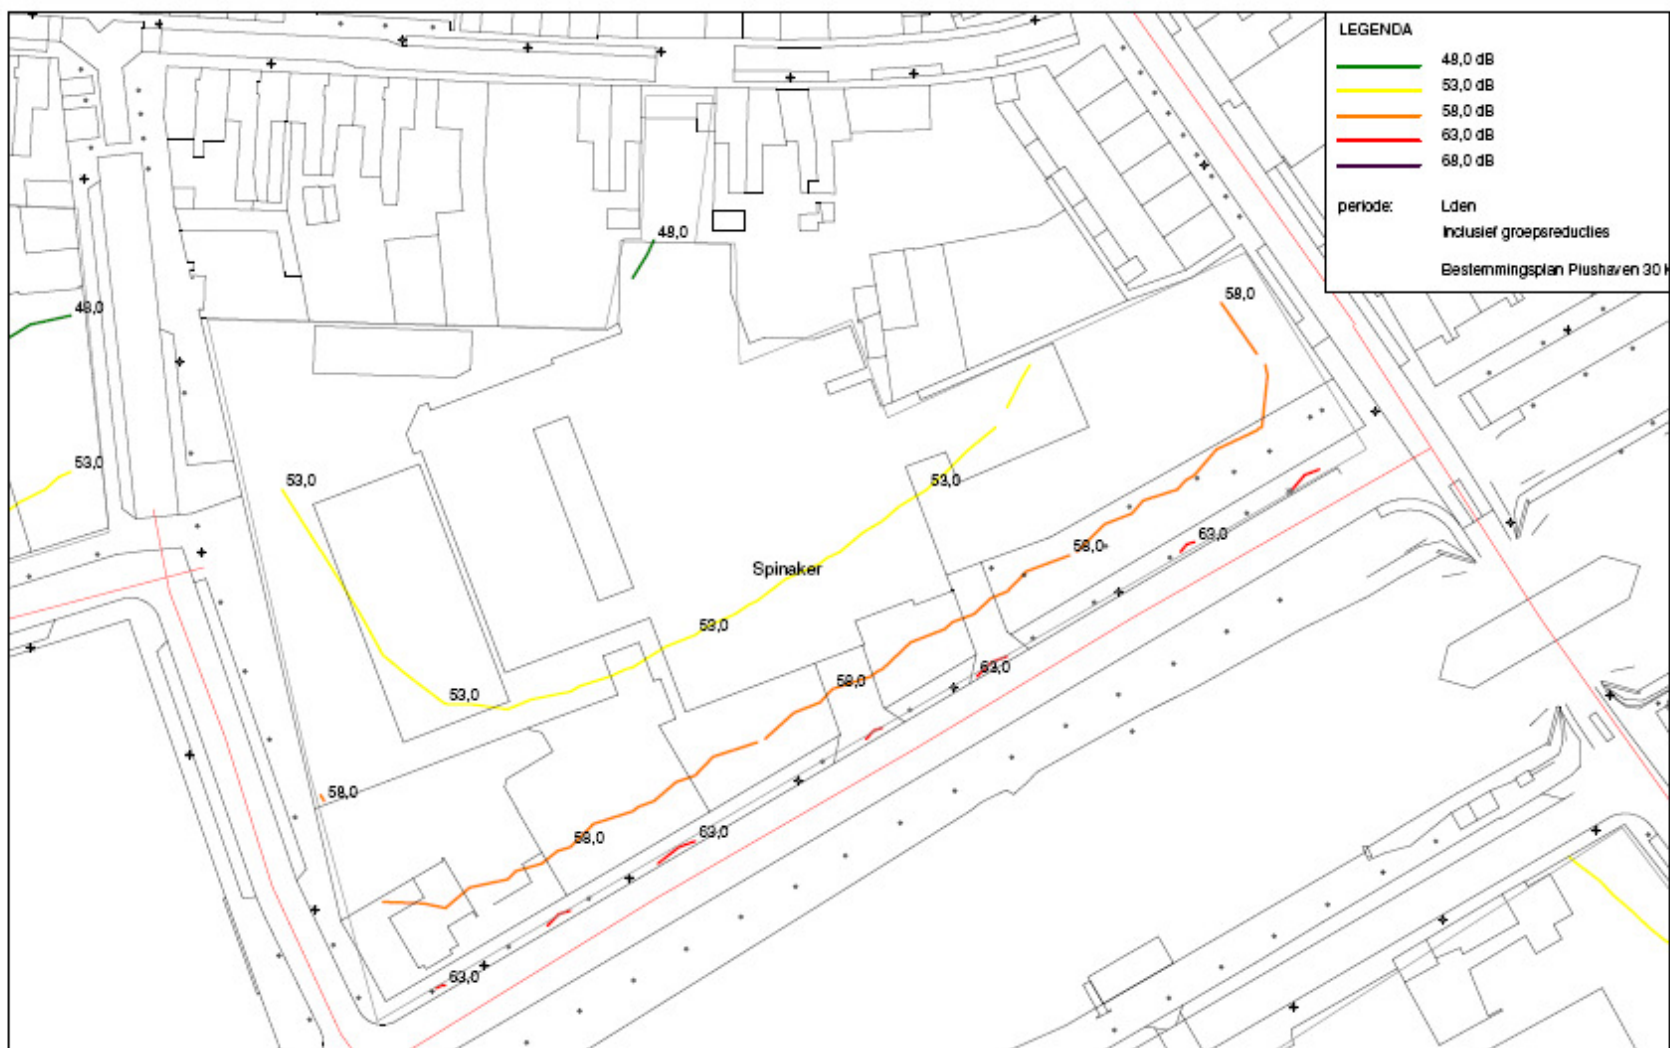 LEGENDA
48,0 dB
53,0 dB
58,0 dB
63,0 dB
68,0 dB
periode: Lden
Inclusief groepsreducties
Bestemmingsplan Piushaven 30
48,0
48,0
58,0
53,0
53,0
53,0
58,0
63,0
Spinaker
53,0
63,0
53,0
58,0
58,0
63,0
58,0
63,0